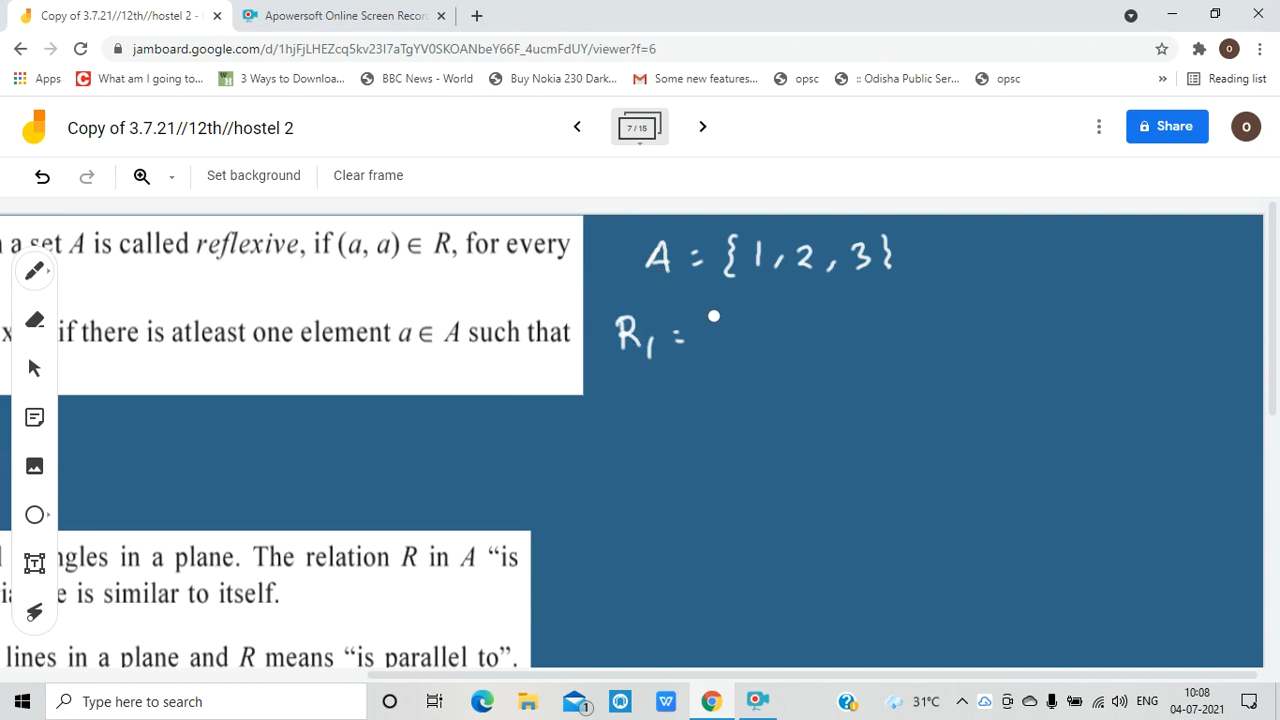 Copy of 3.7.21//12th//hostel 2 -
Apowersoft Online Screen Recor
jamboard.google.com/d/1hjFjLHEZcq5kv23I7aTgYV0SKOANbeY66F_4ucmFdUY/viewer?f=6
Apps What am I going to... 3 Ways to Downloa... BBC News - World Buy Nokia 230 Dark... Some new features... opsc :: Odisha Public Ser... opsc » Reading list
Copy of 3.7.21//12th//hostel 2
7 / 15
Share
O
Set background Clear frame
a set A is called reflexive, if (a, a) ∈ R, for every
if there is atleast one element a ∈ A such that
A = {1, 2, 3}
R₁ =
in a plane. The relation R in A “is
is similar to itself.
lines in a plane and R means “is parallel to”.
Type here to search
1
31°C
10:08
04-07-2021